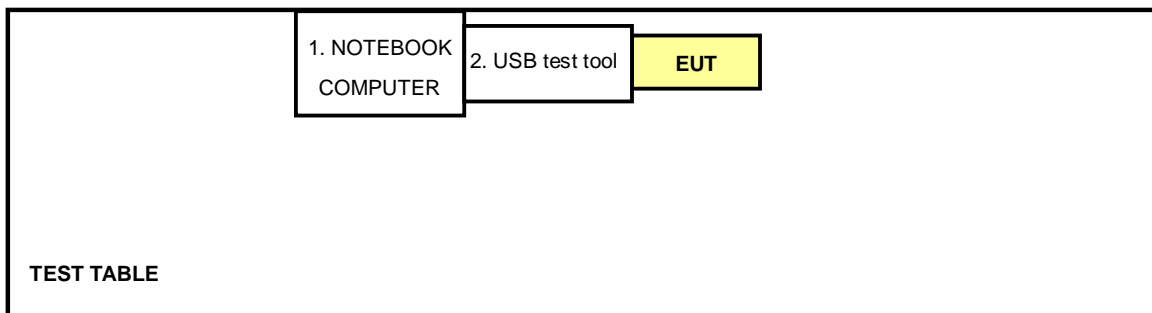 1. NOTEBOOK
COMPUTER
2. USB test tool
EUT
TEST TABLE